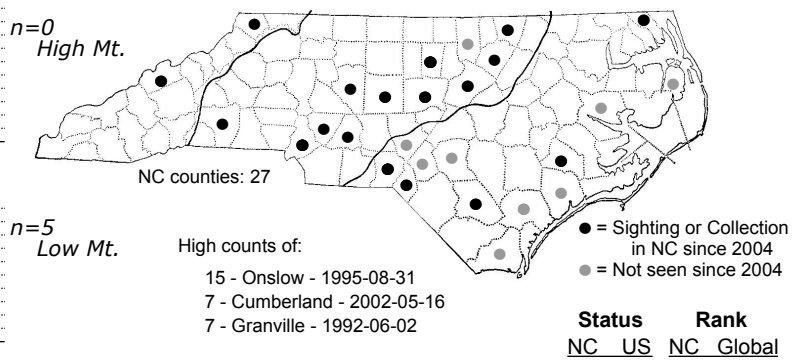 n=0
High Mt.
NC counties: 27
n=5
Low Mt.
High counts of:
15 - Onslow - 1995-08-31
7 - Cumberland - 2002-05-16
7 - Granville - 1992-06-02
● = Sighting or Collection
in NC since 2004
● = Not seen since 2004
Status Rank
NC US NC Global